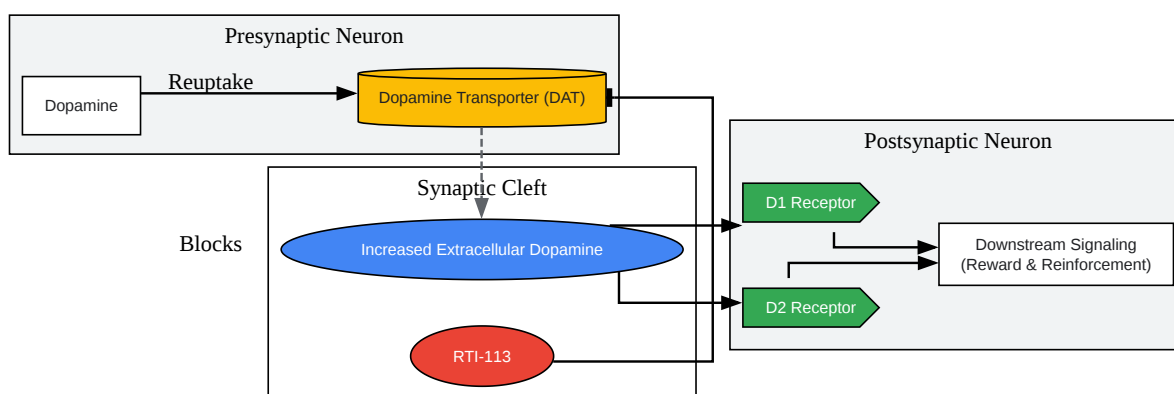 Presynaptic Neuron
Reuptake
Dopamine
Dopamine Transporter (DAT)
Postsynaptic Neuron
Synaptic Cleft
D1 Receptor
Blocks
Increased Extracellular Dopamine
Downstream Signaling
(Reward & Reinforcement)
D2 Receptor
RTI-113